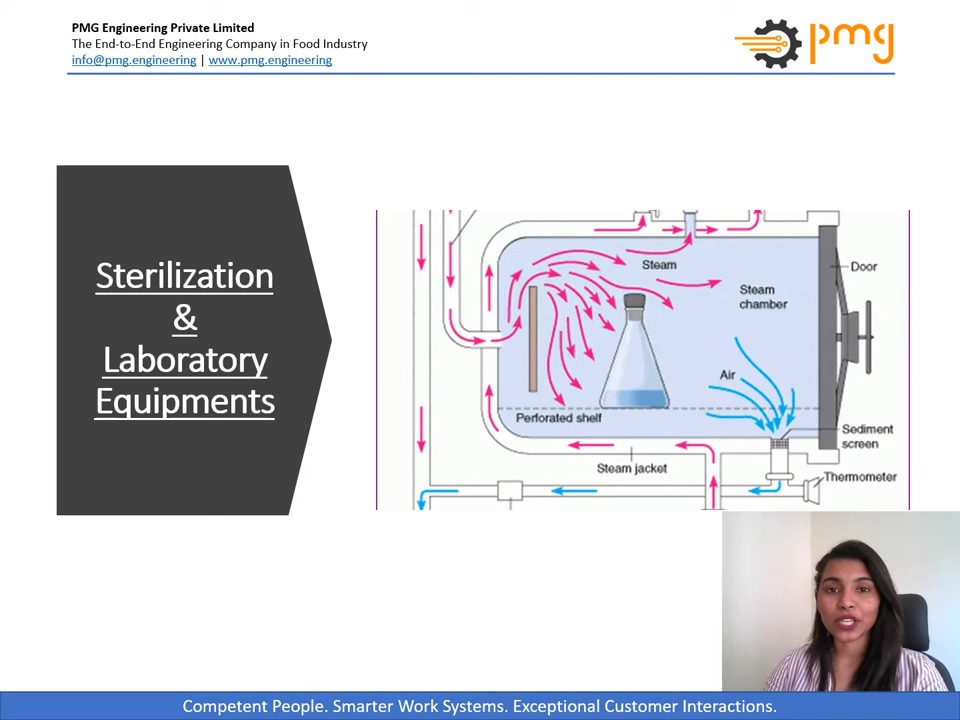 PMG Engineering Private Limited
The End-to-End Engineering Company in Food Industry
info@pmg.engineering | www.pmg.engineering
pmg
Sterilization
&
Laboratory
Equipments
Steam
Steam
chamber
Door
Air
Perforated shelf
Sediment
screen
Steam jacket
Thermometer
Competent People. Smarter Work Systems. Exceptional Customer Interactions.